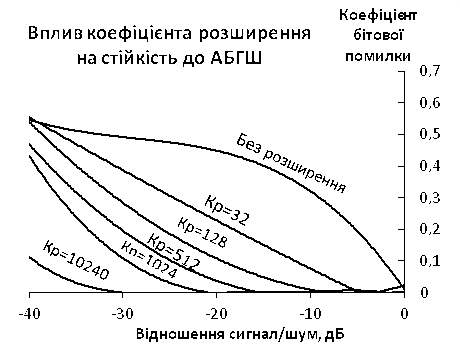 Вплив коефіцієнта розширення
на стійкість до АБГШ
Коефіцієнт
бітової
помилки
0,7
0,6
0,5
0,4
0,3
0,2
0,1
0
Без розширення
Кр=32
Кр=128
Кр=512
Кр=1024
Кр=10240
-40
-30
-20
-10
0
Відношення сигнал/шум, дБ